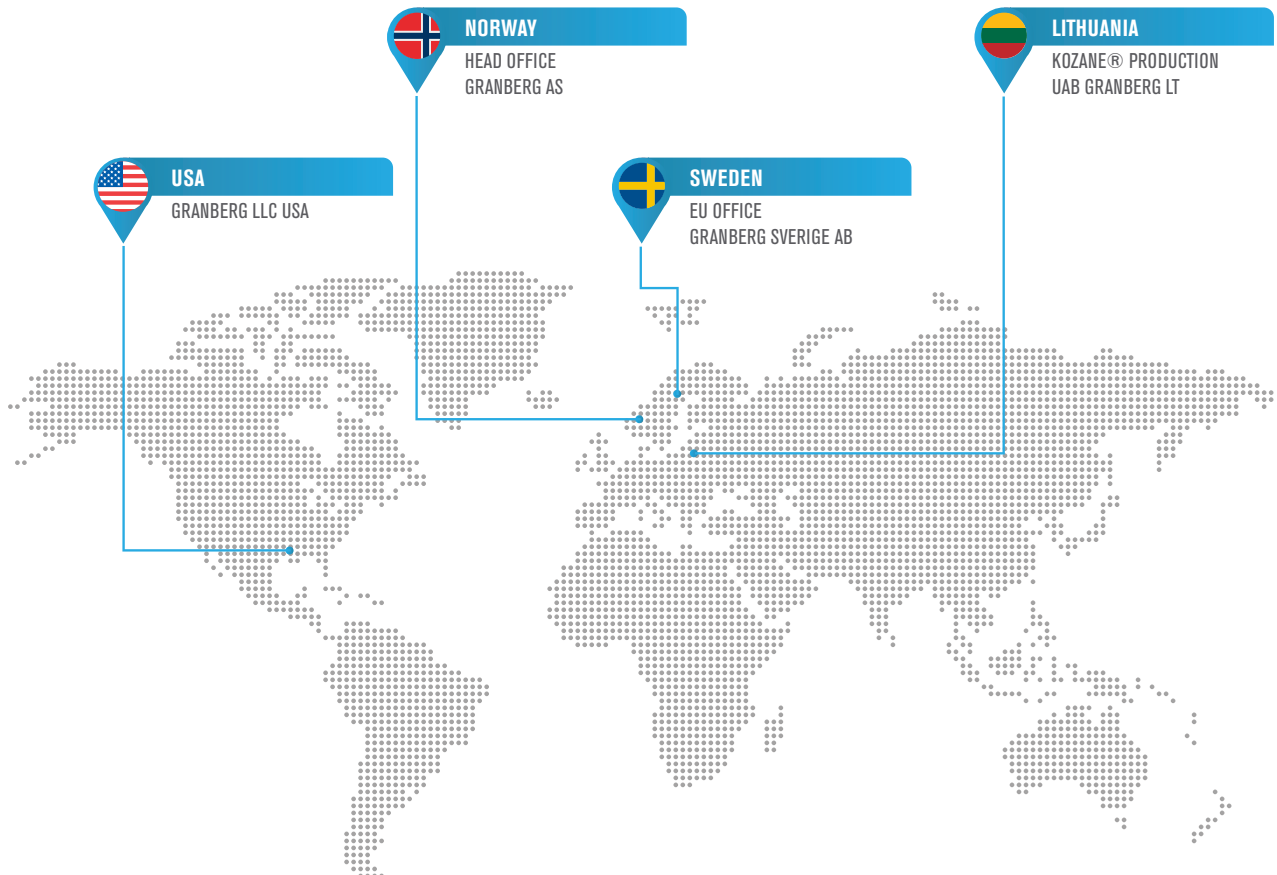 NORWAY
HEAD OFFICE
GRANBERG AS
LITHUANIA
KOZANE® PRODUCTION
UAB GRANBERG LT
USA
GRANBERG LLC USA
SWEDEN
EU OFFICE
GRANBERG SVERIGE AB